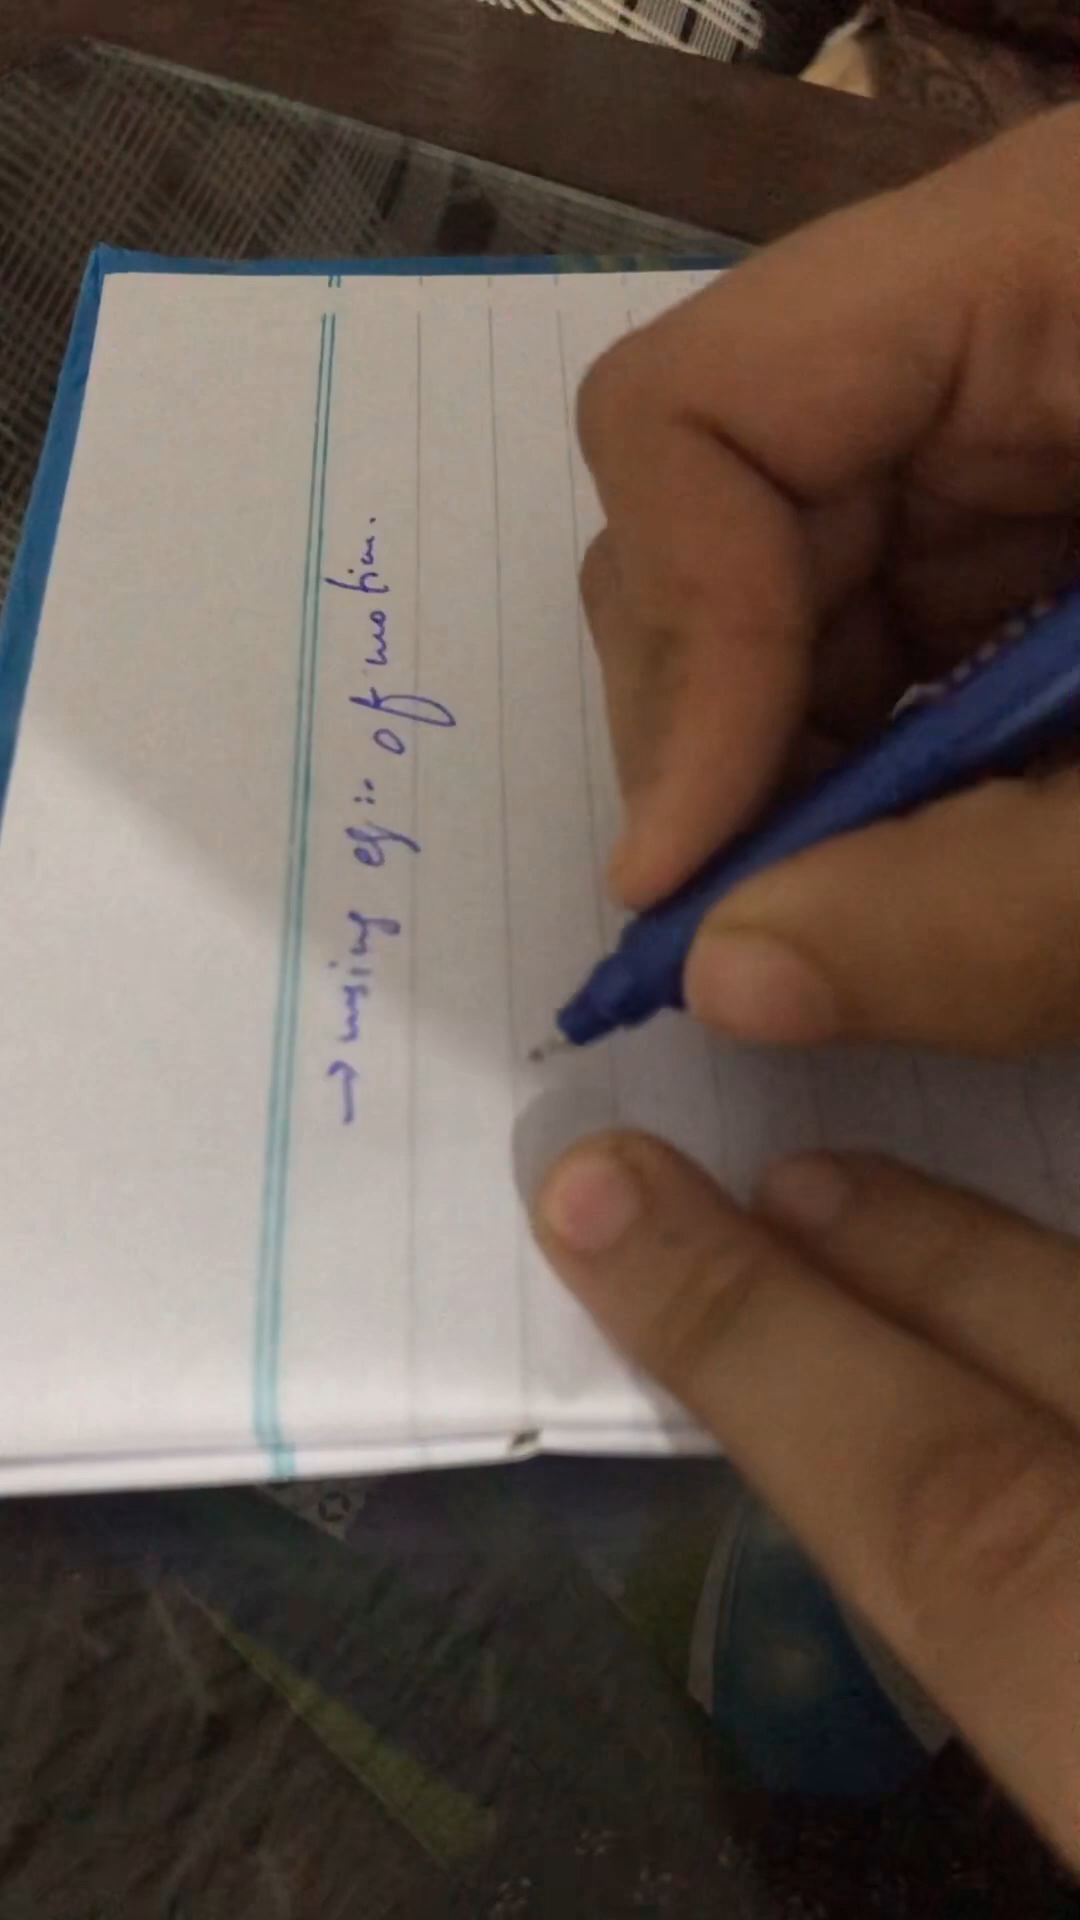 → using eq:- of motion.